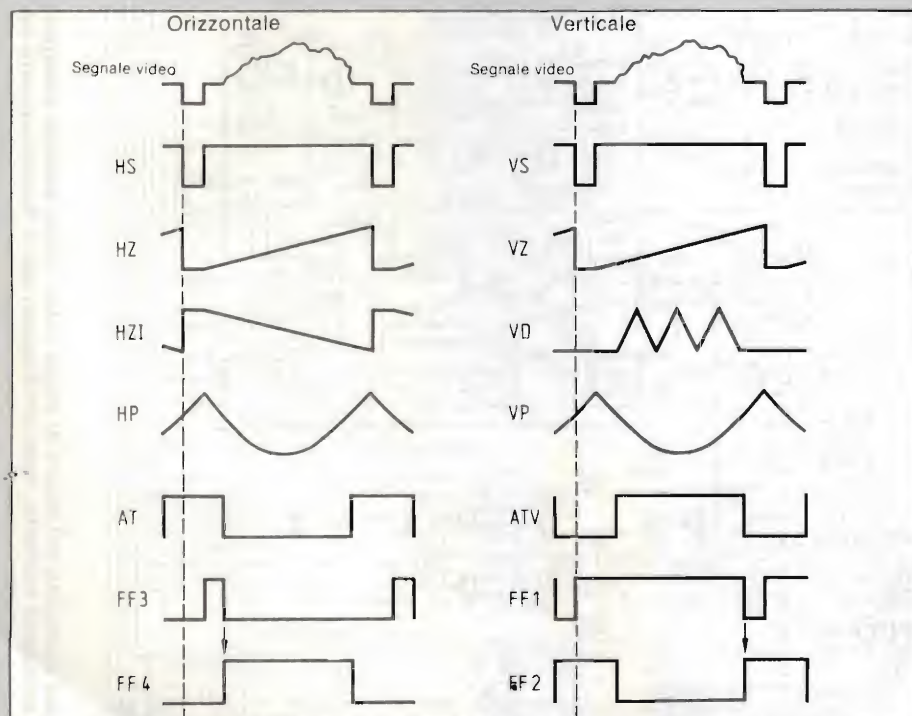 Orizzontale
Segnale video
HS
HZ
HZI
HP
AT
FF3
FF4
Verticale
Segnale video
VS
VZ
VD
VP
ATV
FF1
FF2